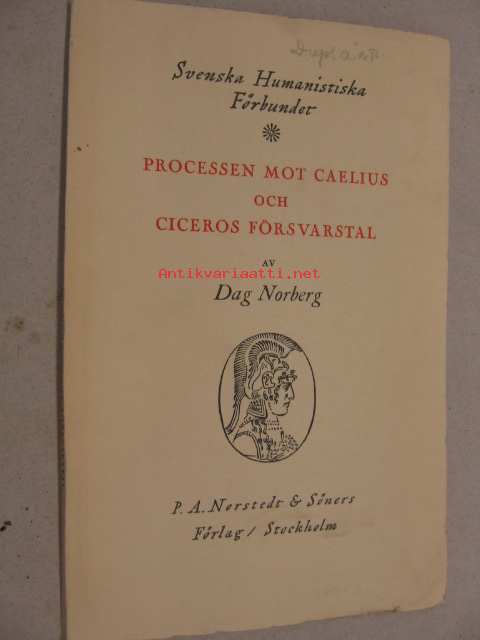 Svenska Humanistiska
Förbundet
PROCESSEN MOT CAELIUS
OCH
CICEROS FÖRSVARSTAL
Antikvariaatti.net
AV
Dag Norberg
P. A. Norstedt & Söners
Förlag / Stockholm